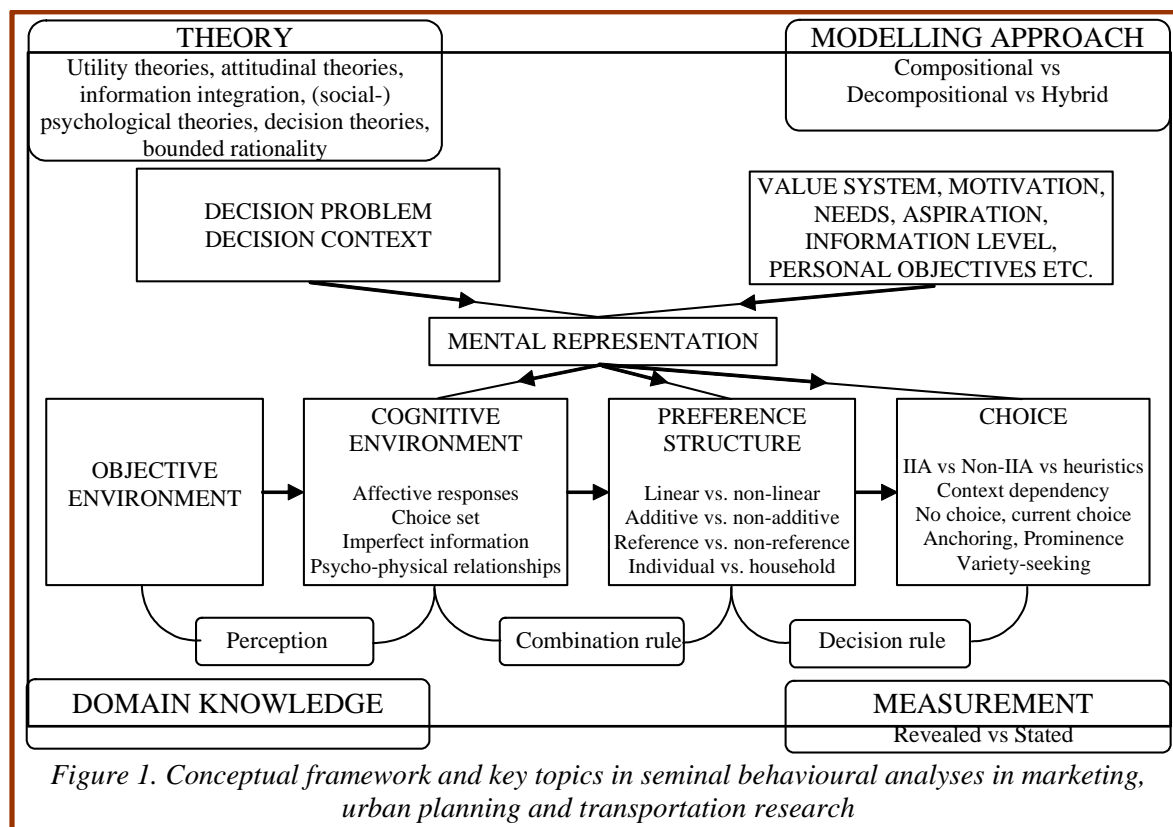 THEORY
Utility theories, attitudinal theories,
information integration, (social-)
psychological theories, decision theories,
bounded rationality
MODELLING APPROACH
Compositional vs
Decompositional vs Hybrid
DECISION PROBLEM
DECISION CONTEXT
VALUE SYSTEM, MOTIVATION,
NEEDS, ASPIRATION,
INFORMATION LEVEL,
PERSONAL OBJECTIVES ETC.
MENTAL REPRESENTATION
OBJECTIVE
ENVIRONMENT
COGNITIVE
ENVIRONMENT
Affective responses
Choice set
Imperfect information
Psycho-physical relationships
PREFERENCE
STRUCTURE
Linear vs. non-linear
Additive vs. non-additive
Reference vs. non-reference
Individual vs. household
CHOICE
IIA vs Non-IIA vs heuristics
Context dependency
No choice, current choice
Anchoring, Prominence
Variety-seeking
Perception
Combination rule
Decision rule
DOMAIN KNOWLEDGE
MEASUREMENT
Revealed vs Stated
Figure 1. Conceptual framework and key topics in seminal behavioural analyses in marketing,
urban planning and transportation research